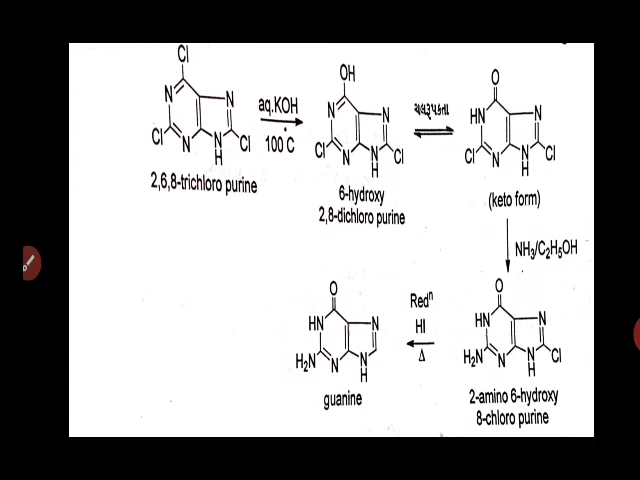 Cl
N
N
aq.KOH
100°C
Cl
N
N
H
Cl
2,6,8-trichloro purine
OH
N
N
Cl
N
N
H
Cl
6-hydroxy
2,8-dichloro purine
ચલરૂપકતા
O
HN
N
Cl
N
N
H
Cl
(keto form)
NH₃/C₂H₅OH
O
HN
N
H₂N
N
N
H
Cl
2-amino 6-hydroxy
8-chloro purine
Redⁿ
HI
Δ
O
HN
N
H₂N
N
N
H
guanine